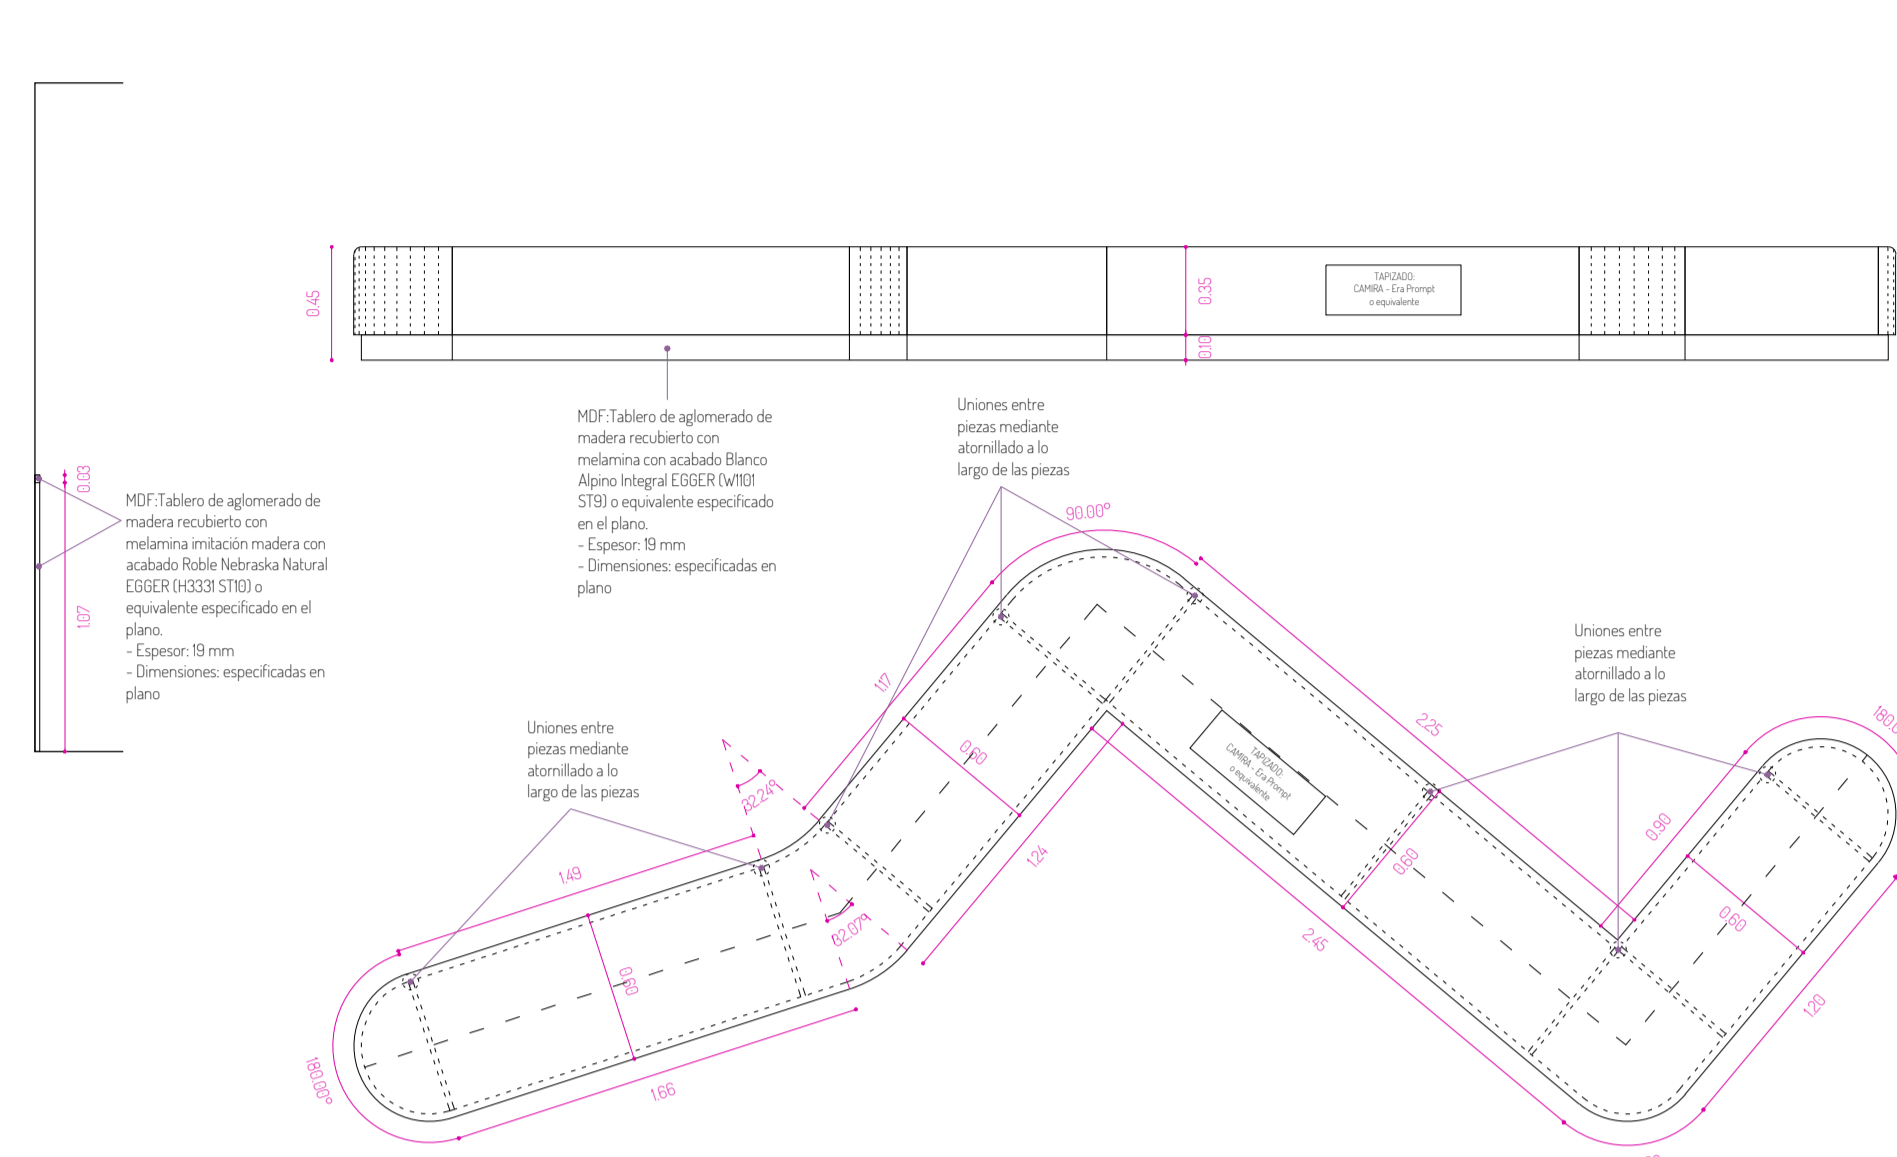 0.45
0.35
0.10
TAPIZADO:
CAMIRA - Era Prompt
o equivalente
0.03
1.07
MDF:Tablero de aglomerado de
madera recubierto con
melamina imitación madera con
acabado Roble Nebraska Natural
EGGER (H3331 ST10) o
equivalente especificado en el
plano.
- Espesor: 19 mm
- Dimensiones: especificadas en
plano
MDF:Tablero de aglomerado de
madera recubierto con
melamina con acabado Blanco
Alpino Integral EGGER (W1101
ST9) o equivalente especificado
en el plano.
- Espesor: 19 mm
- Dimensiones: especificadas en
plano
Uniones entre
piezas mediante
atornillado a lo
largo de las piezas
90.00°
Uniones entre
piezas mediante
atornillado a lo
largo de las piezas
Uniones entre
piezas mediante
atornillado a lo
largo de las piezas
1.17
0.60
2.25
TAPIZADO:
CAMIRA - Era Prompt
o equivalente
32.24°
1.49
1.24
0.60
0.90
0.60
32.07°
2.45
0.60
1.20
180.00°
1.66